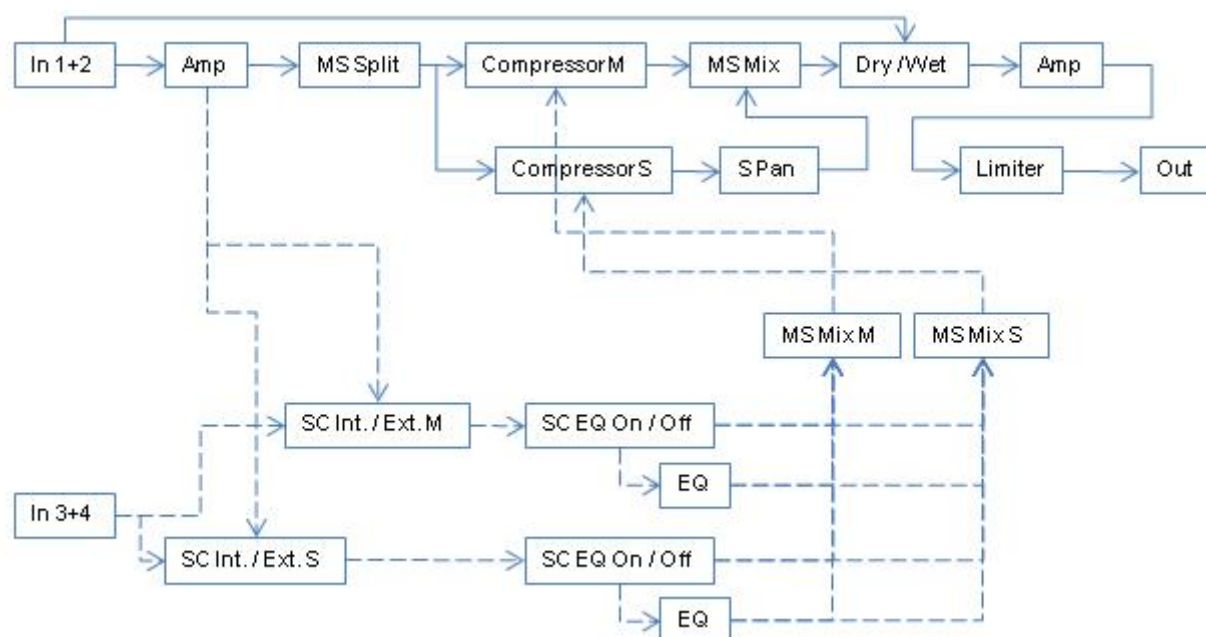 In 1+2
Amp
MS Split
Compressor M
MS Mix
Dry / Wet
Amp
Compressor S
S Pan
Limiter
Out
MS Mix M
MS Mix S
SC Int. / Ext. M
SC EQ On / Off
EQ
In 3+4
SC Int. / Ext. S
SC EQ On / Off
EQ